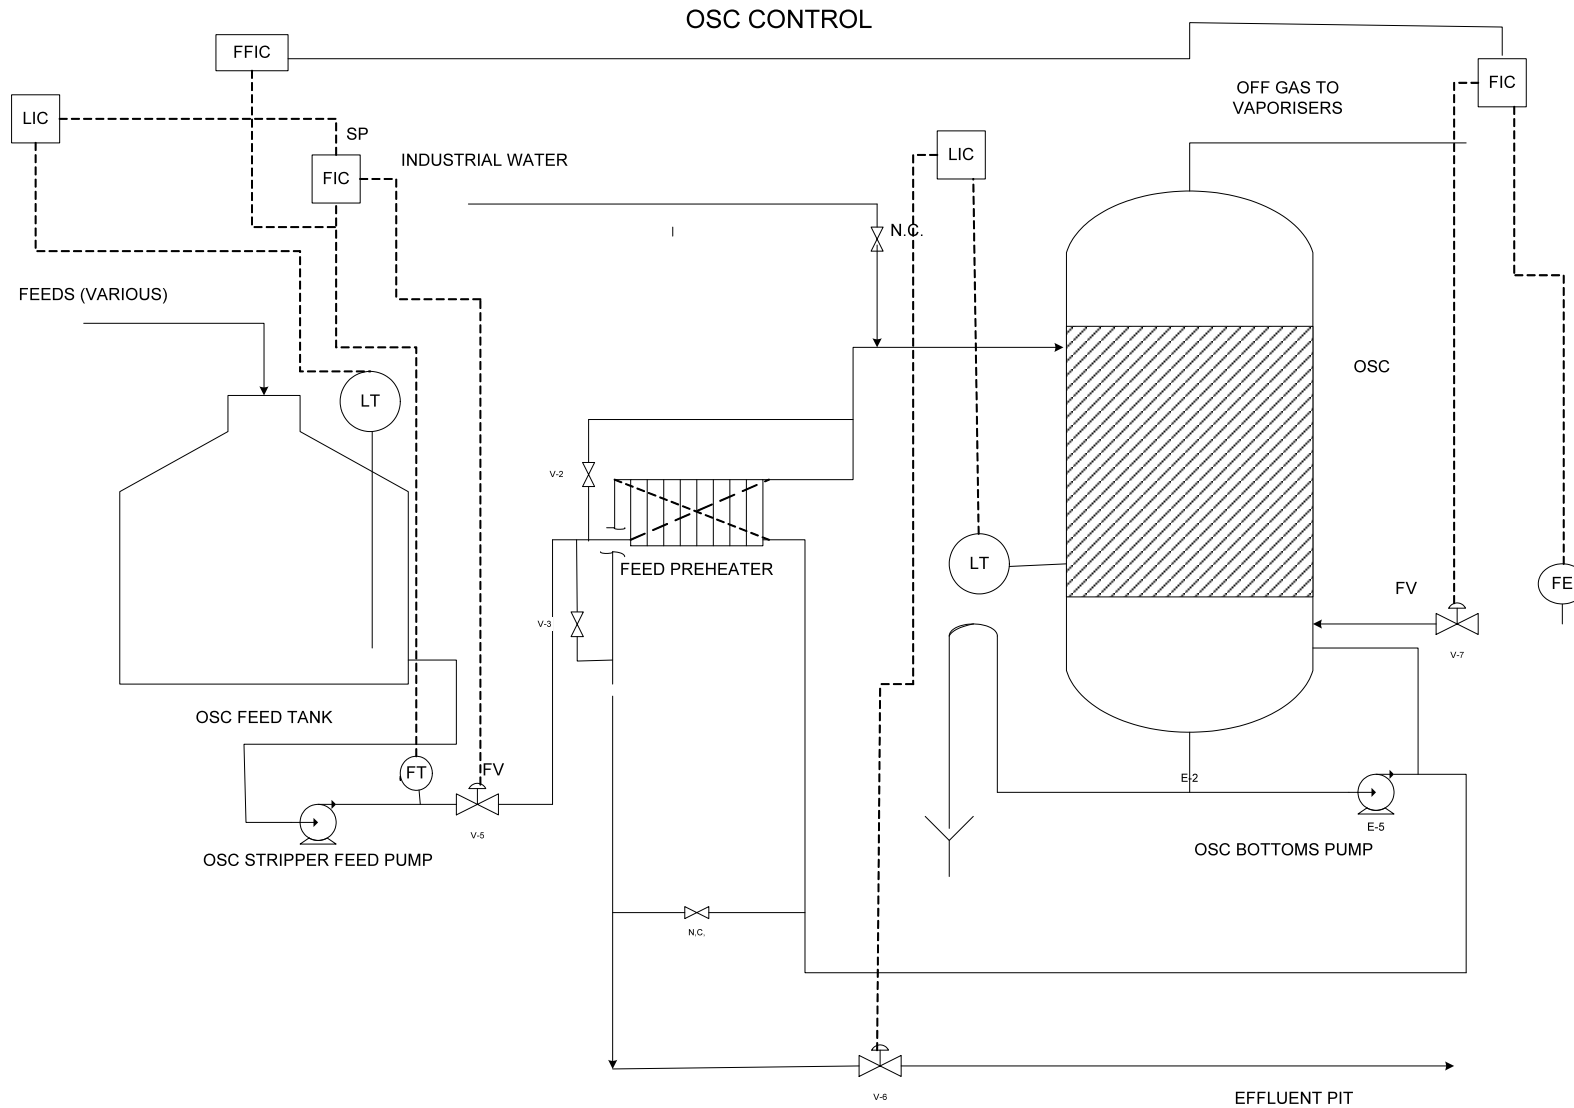 OSC CONTROL
FFIC
FIC
OFF GAS TO
VAPORISERS
LIC
SP
LIC
INDUSTRIAL WATER
FIC
N.C.
FEEDS (VARIOUS)
OSC
LT
V-2
LT
FEED PREHEATER
FE
FV
V-3
V-7
OSC FEED TANK
FT
FV
E-2
V-5
E-5
OSC STRIPPER FEED PUMP
OSC BOTTOMS PUMP
N.C.
V-6
EFFLUENT PIT